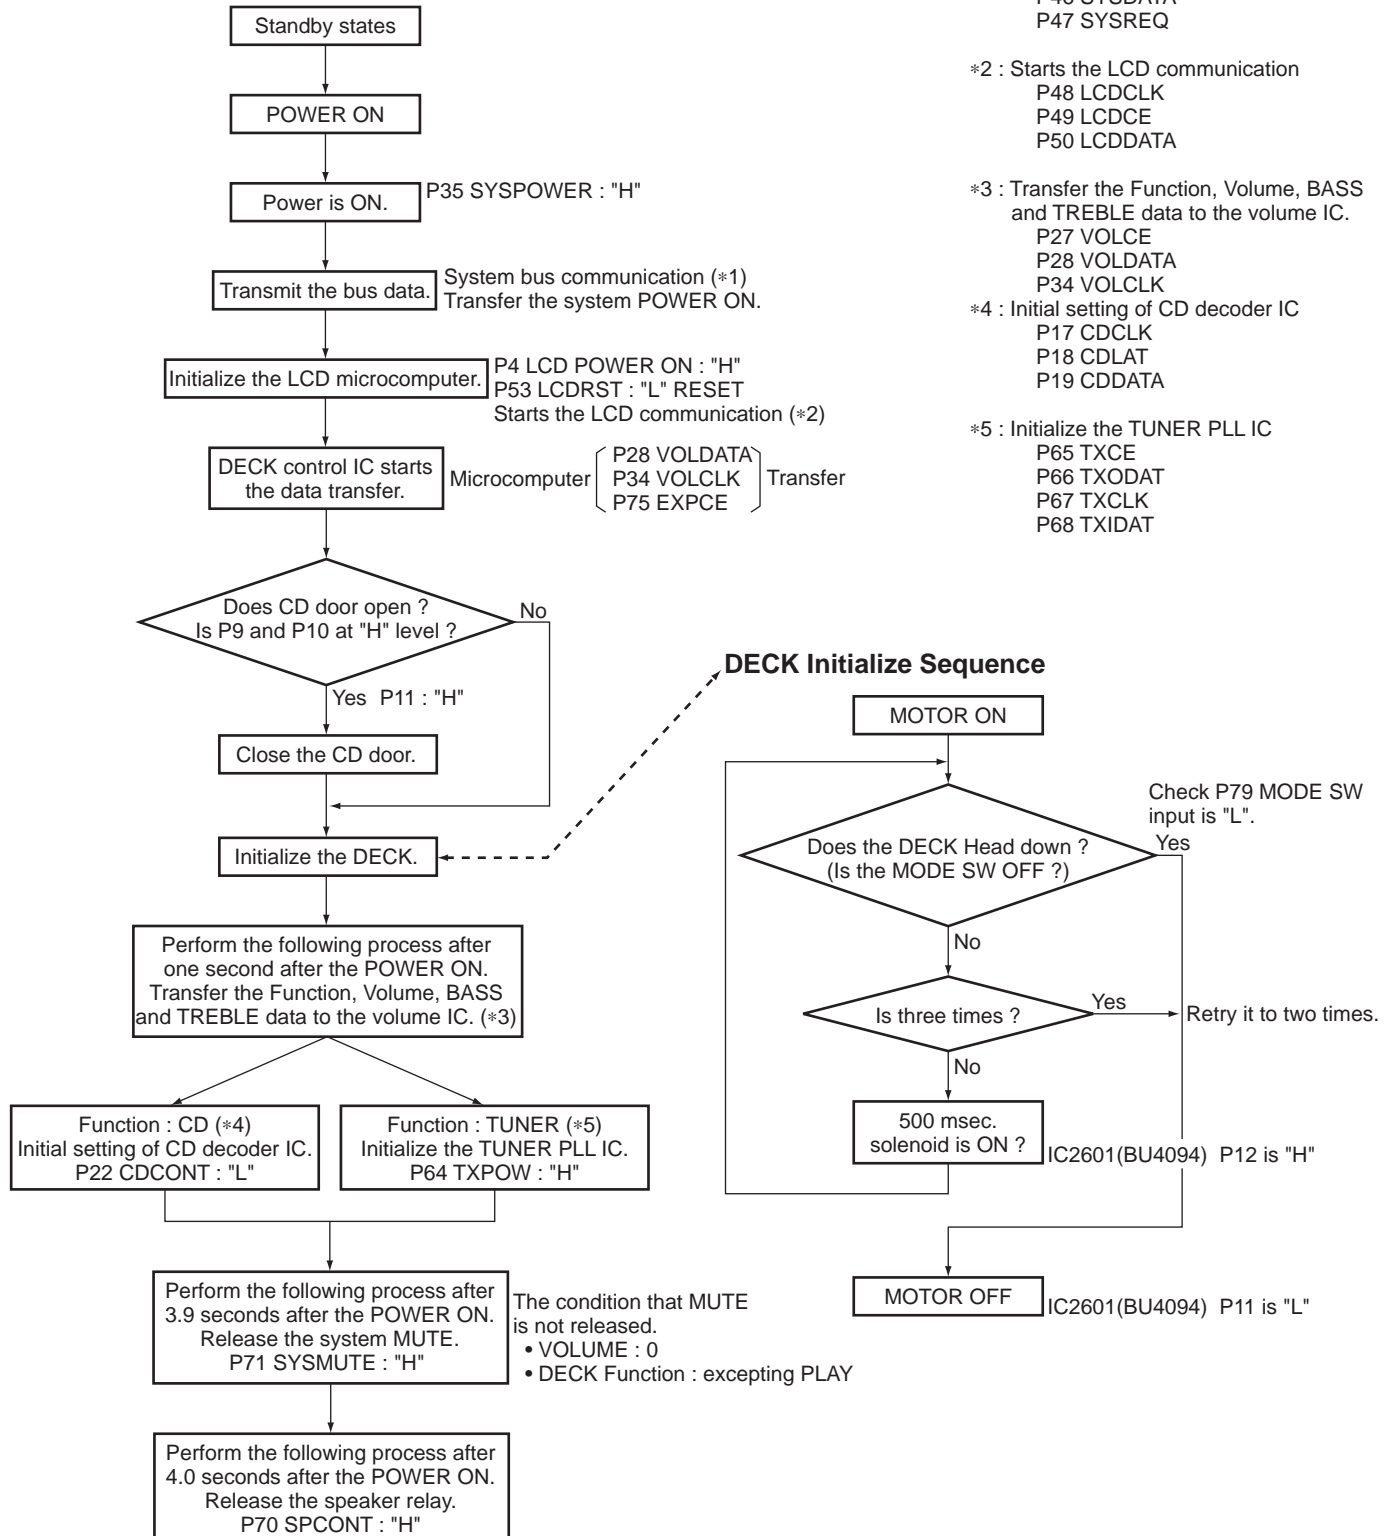 Standby states
POWER ON
Power is ON.
P35 SYSPOWER : "H"
Transmit the bus data.
System bus communication (*1)
Transfer the system POWER ON.
Initialize the LCD microcomputer.
P4 LCD POWER ON : "H"
P53 LCDRST : "L" RESET
Starts the LCD communication (*2)
DECK control IC starts
the data transfer.
Microcomputer
P28 VOLDATA
P34 VOLCLK
P75 EXPCE
Transfer
Does CD door open ?
Is P9 and P10 at "H" level ?
No
Yes P11 : "H"
Close the CD door.
Initialize the DECK.
Perform the following process after
one second after the POWER ON.
Transfer the Function, Volume, BASS
and TREBLE data to the volume IC. (*3)
Function : CD (*4)
Initial setting of CD decoder IC.
P22 CDCONT : "L"
Function : TUNER (*5)
Initialize the TUNER PLL IC.
P64 TXPOW : "H"
Perform the following process after
3.9 seconds after the POWER ON.
Release the system MUTE.
P71 SYSMUTE : "H"
The condition that MUTE
is not released.
• VOLUME : 0
• DECK Function : excepting PLAY
Perform the following process after
4.0 seconds after the POWER ON.
Release the speaker relay.
P70 SPCONT : "H"
P47 SYSREQ
*2 : Starts the LCD communication
P48 LCDCLK
P49 LCDCE
P50 LCDDATA
*3 : Transfer the Function, Volume, BASS
and TREBLE data to the volume IC.
P27 VOLCE
P28 VOLDATA
P34 VOLCLK
*4 : Initial setting of CD decoder IC
P17 CDCLK
P18 CDLAT
P19 CDDATA
*5 : Initialize the TUNER PLL IC
P65 TXCE
P66 TXODAT
P67 TXCLK
P68 TXIDAT
DECK Initialize Sequence
MOTOR ON
Check P79 MODE SW
input is "L".
Does the DECK Head down ?
(Is the MODE SW OFF ?)
Yes
No
Is three times ?
Yes
Retry it to two times.
No
500 msec.
solenoid is ON ?
IC2601(BU4094) P12 is "H"
MOTOR OFF
IC2601(BU4094) P11 is "L"